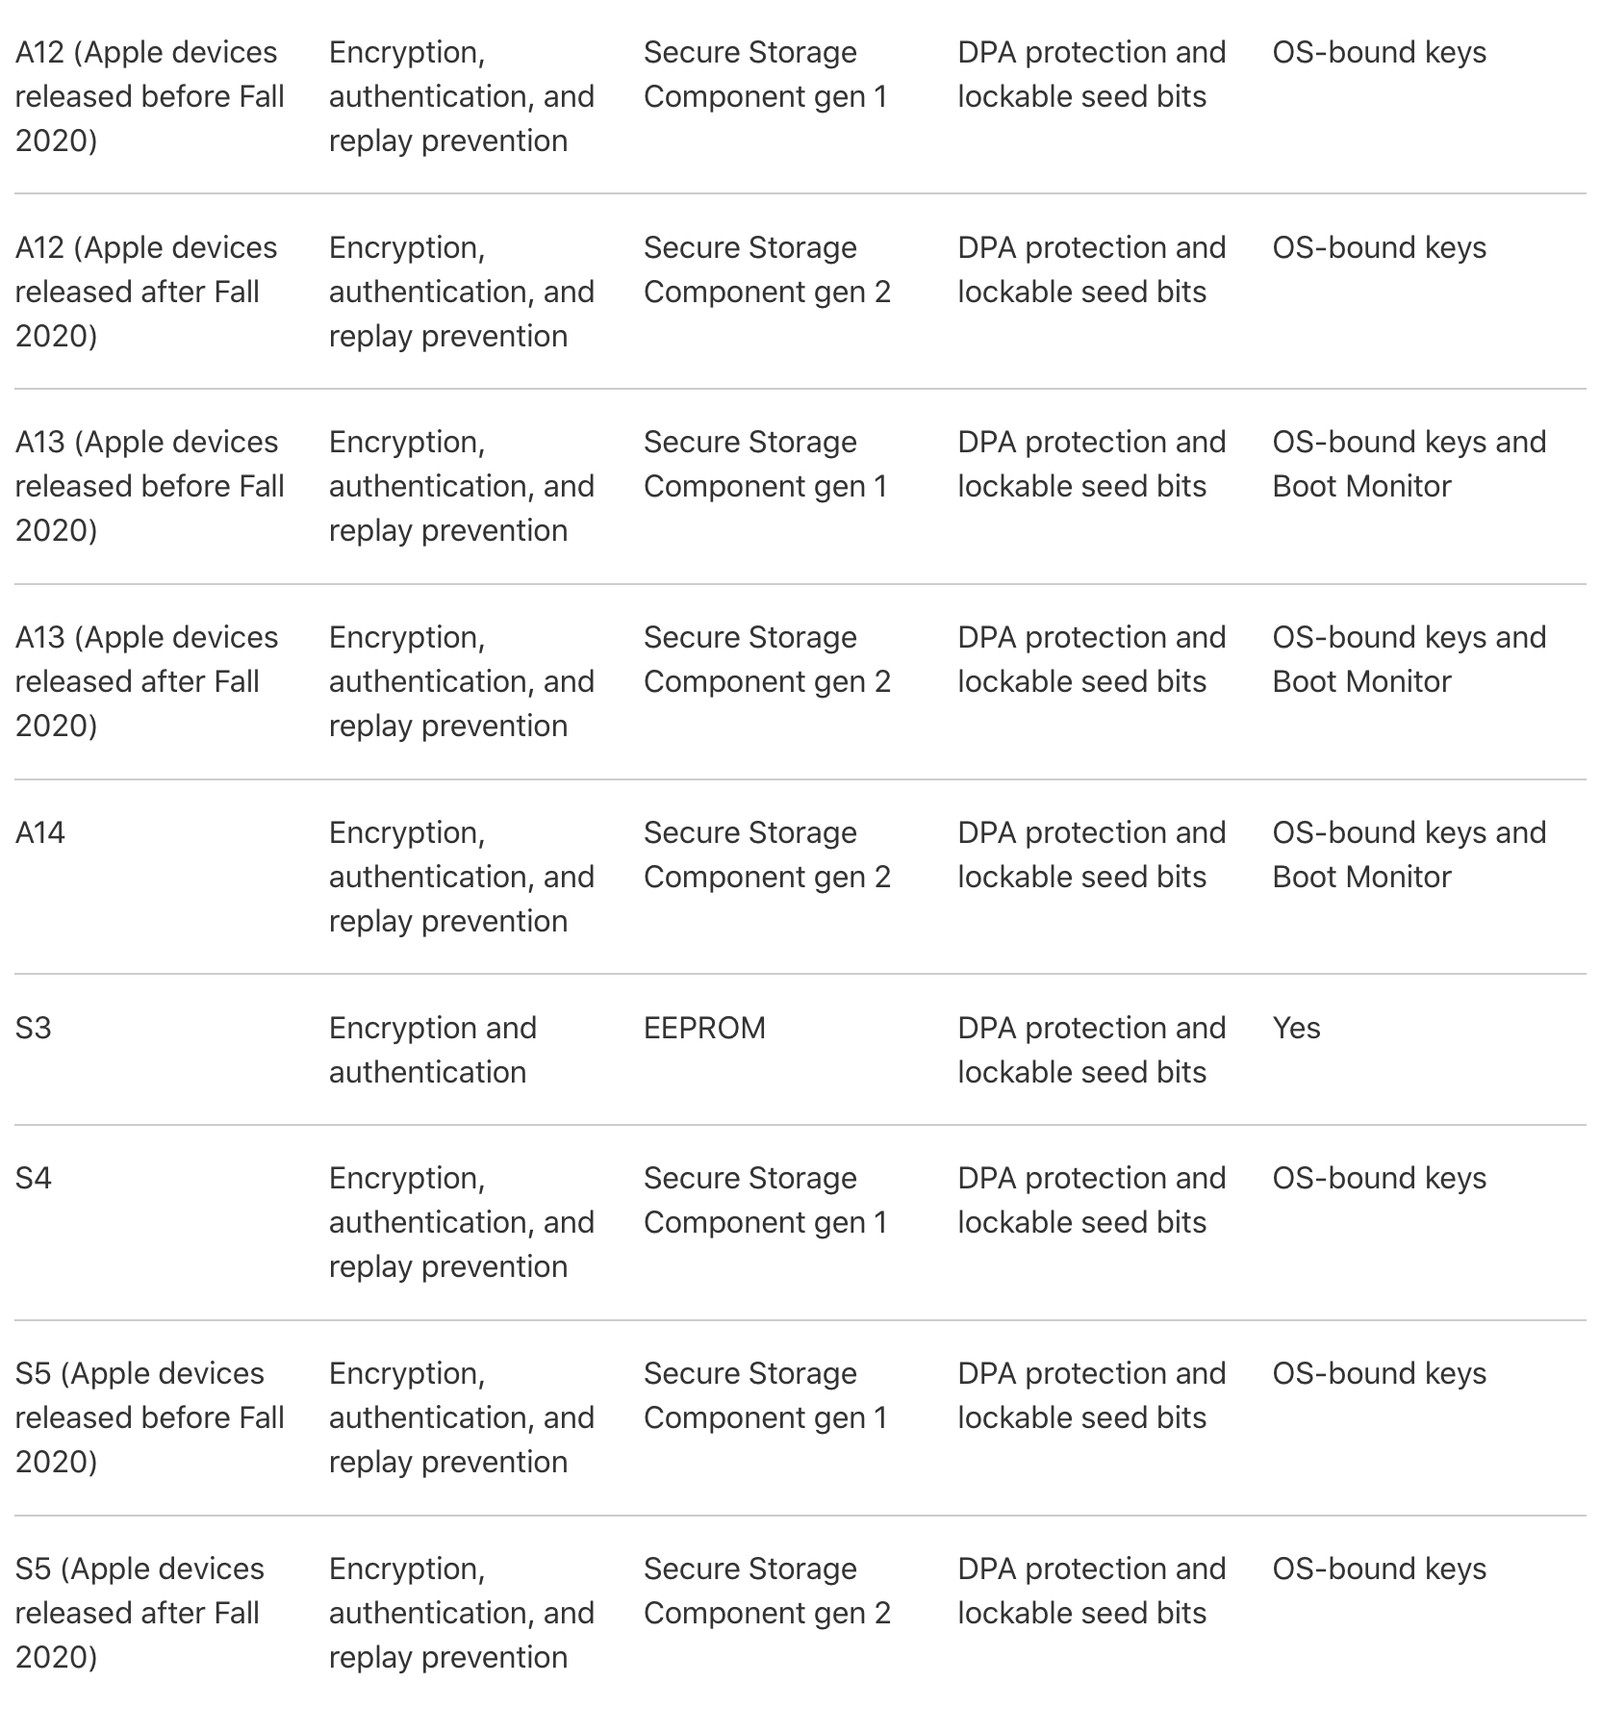 A12 (Apple devices
released before Fall
2020)
Encryption,
authentication, and
replay prevention
Secure Storage
Component gen 1
DPA protection and
lockable seed bits
OS-bound keys
A12 (Apple devices
released after Fall
2020)
Encryption,
authentication, and
replay prevention
Secure Storage
Component gen 2
DPA protection and
lockable seed bits
OS-bound keys
A13 (Apple devices
released before Fall
2020)
Encryption,
authentication, and
replay prevention
Secure Storage
Component gen 1
DPA protection and
lockable seed bits
OS-bound keys and
Boot Monitor
A13 (Apple devices
released after Fall
2020)
Encryption,
authentication, and
replay prevention
Secure Storage
Component gen 2
DPA protection and
lockable seed bits
OS-bound keys and
Boot Monitor
A14
Encryption,
authentication, and
replay prevention
Secure Storage
Component gen 2
DPA protection and
lockable seed bits
OS-bound keys and
Boot Monitor
S3
Encryption and
authentication
EEPROM
DPA protection and
lockable seed bits
Yes
S4
Encryption,
authentication, and
replay prevention
Secure Storage
Component gen 1
DPA protection and
lockable seed bits
OS-bound keys
S5 (Apple devices
released before Fall
2020)
Encryption,
authentication, and
replay prevention
Secure Storage
Component gen 1
DPA protection and
lockable seed bits
OS-bound keys
S5 (Apple devices
released after Fall
2020)
Encryption,
authentication, and
replay prevention
Secure Storage
Component gen 2
DPA protection and
lockable seed bits
OS-bound keys